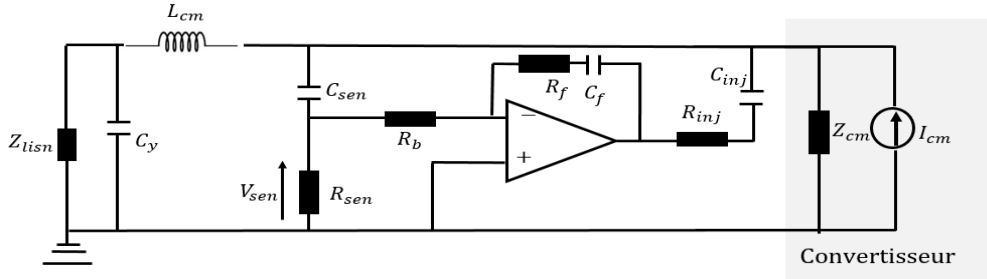 L_cm
C_inj
C_sen
R_f
C_f
R_inj
Z_lisn
C_y
R_b
−
+
Z_cm
I_cm
V_sen
R_sen
Convertisseur